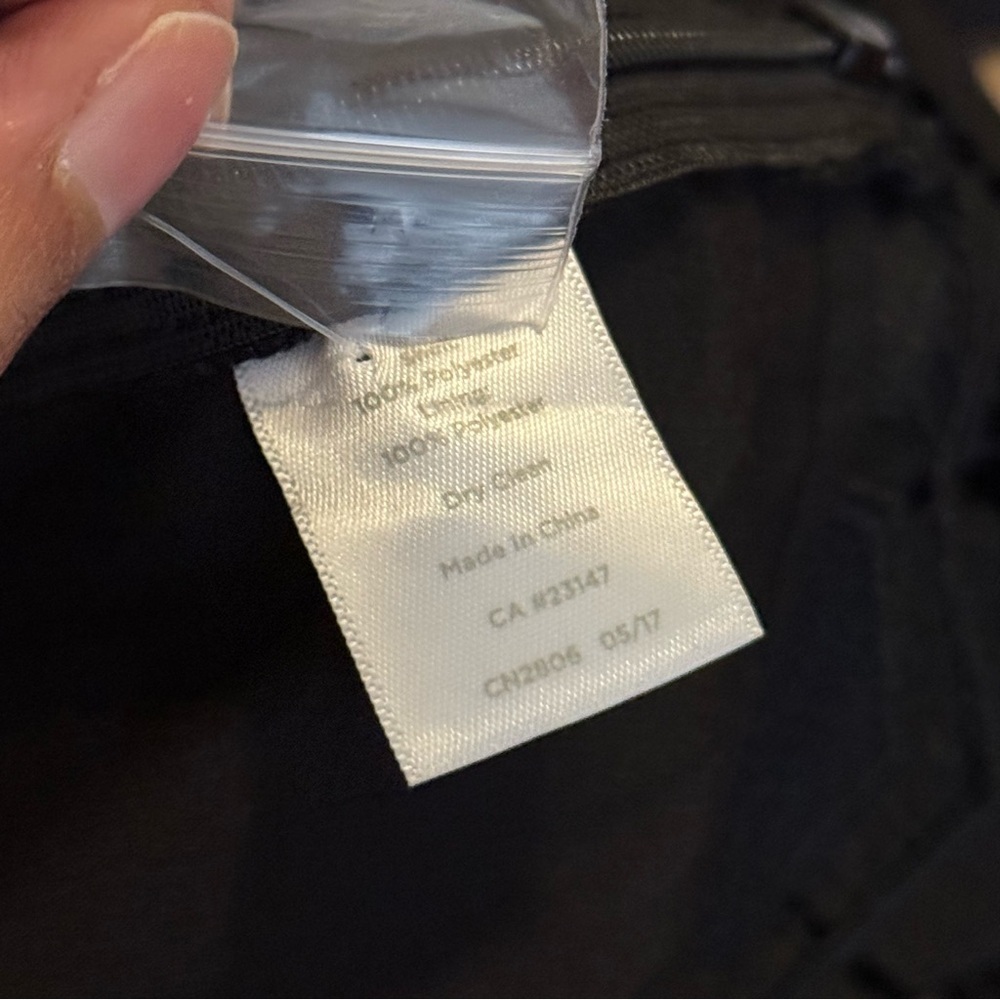 100% Polyester
Lining:
100% Polyester
Dry Clean
Made in China
CA #23147
CN2806 05/17